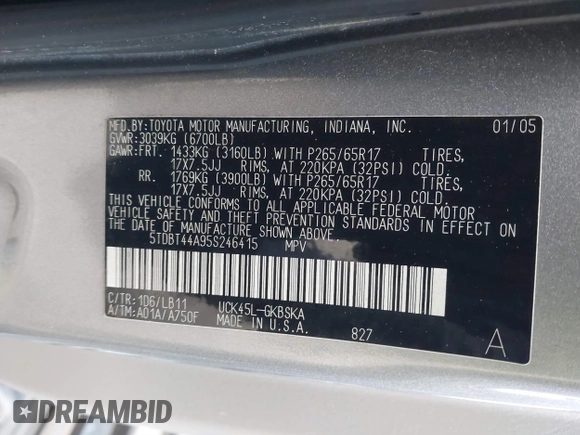 MFD.BY:TOYOTA MOTOR MANUFACTURING, INDIANA, INC. 01/05
GVWR:3039KG (6700LB)
GAWR:FRT. 1433KG (3160LB) WITH P265/65R17 TIRES,
17X7.5JJ RIMS, AT 220KPA (32PSI) COLD.
RR. 1769KG (3900LB) WITH P265/65R17 TIRES,
17X7.5JJ RIMS, AT 220KPA (32PSI) COLD.
THIS VEHICLE CONFORMS TO ALL APPLICABLE FEDERAL MOTOR
VEHICLE SAFETY AND THEFT PREVENTION STANDARDS IN EFFECT ON
THE DATE OF MANUFACTURE SHOWN ABOVE.
5TDBT44A95S246415 MPV
C/TR:1D6/LB11 UCK45L-GKBSKA
A/TM:A01A/A750F MADE IN U.S.A. 827 A
DREAMBID